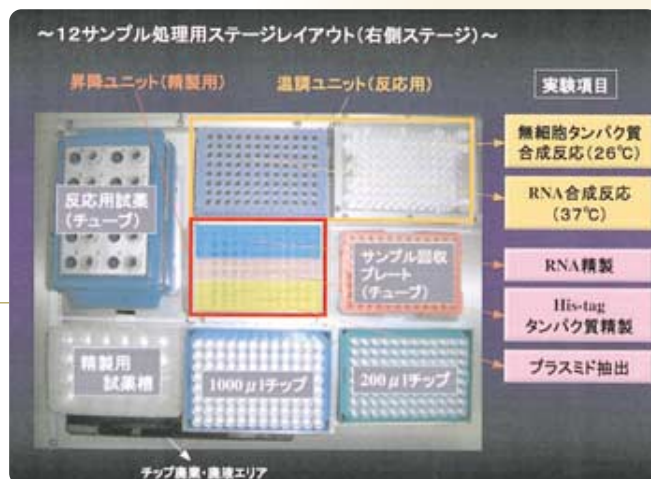 ～12サンプル処理用ステージレイアウト(右側ステージ)～
昇降ユニット(精製用)
温調ユニット(反応用)
実験項目
無細胞タンパク質
合成反応(26℃)
RNA合成反応
(37℃)
RNA精製
His-tag
タンパク質精製
プラスミド抽出
反応用試薬
(チューブ)
サンプル回収
プレート
(チューブ)
精製用
試薬槽
1000μlチップ
200μlチップ
チップ廃棄・廃液エリア